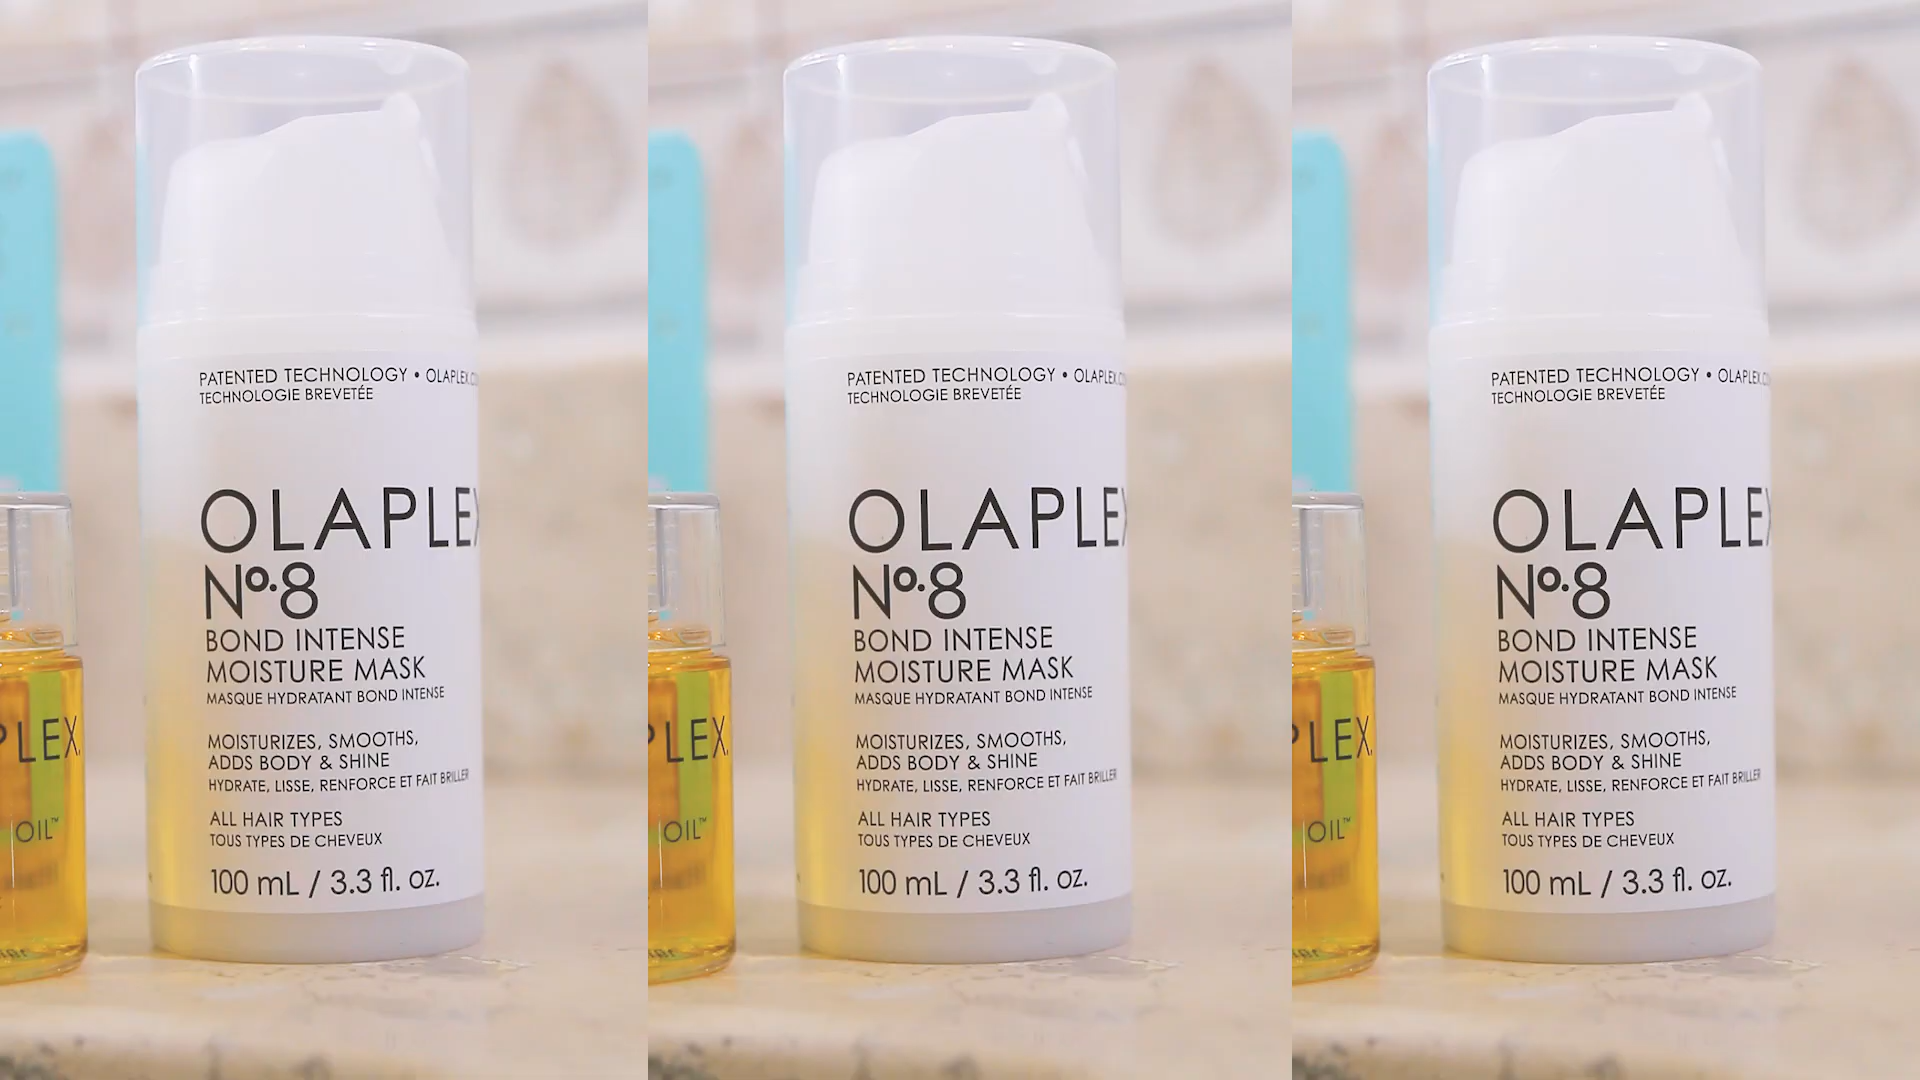 PATENTED TECHNOLOGY • OLAPLEX.CO
TECHNOLOGIE BREVETÉE
OLAPLEX
Nº.8
BOND INTENSE
MOISTURE MASK
MASQUE HYDRATANT BOND INTENSE
MOISTURIZES, SMOOTHS,
ADDS BODY & SHINE
HYDRATE, LISSE, RENFORCE ET FAIT BRILLER
ALL HAIR TYPES
TOUS TYPES DE CHEVEUX
100 mL / 3.3 fl. oz.
PLEX.
OIL™
PATENTED TECHNOLOGY • OLAPLEX.CO
TECHNOLOGIE BREVETÉE
OLAPLEX
Nº.8
BOND INTENSE
MOISTURE MASK
MASQUE HYDRATANT BOND INTENSE
MOISTURIZES, SMOOTHS,
ADDS BODY & SHINE
HYDRATE, LISSE, RENFORCE ET FAIT BRILLER
ALL HAIR TYPES
TOUS TYPES DE CHEVEUX
100 mL / 3.3 fl. oz.
PLEX.
OIL™
PATENTED TECHNOLOGY • OLAPLEX.CO
TECHNOLOGIE BREVETÉE
OLAPLEX
Nº.8
BOND INTENSE
MOISTURE MASK
MASQUE HYDRATANT BOND INTENSE
MOISTURIZES, SMOOTHS,
ADDS BODY & SHINE
HYDRATE, LISSE, RENFORCE ET FAIT BRILLER
ALL HAIR TYPES
TOUS TYPES DE CHEVEUX
100 mL / 3.3 fl. oz.
PLEX.
OIL™